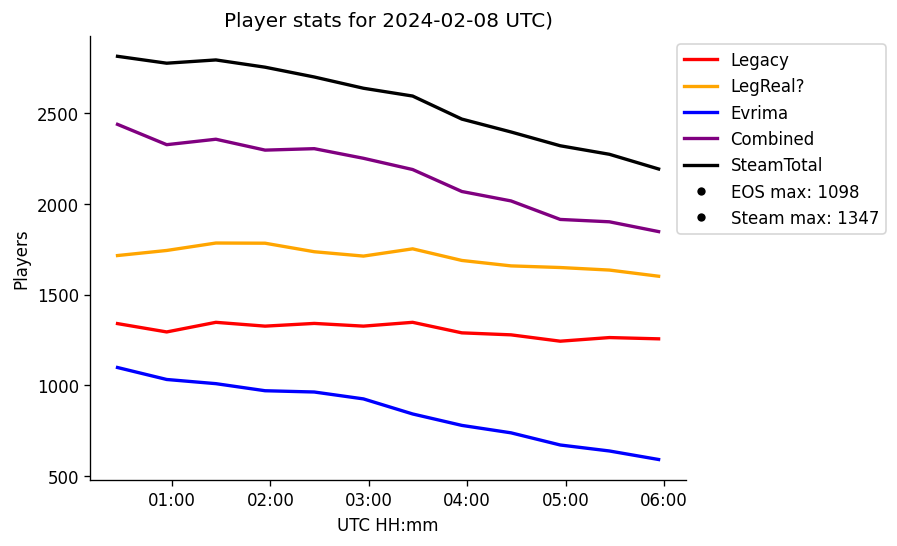 Player stats for 2024-02-08 UTC)
Legacy
LegReal?
Evrima
Combined
SteamTotal
EOS max: 1098
Steam max: 1347
Players
2500
2000
1500
1000
500
01:00 02:00 03:00 04:00 05:00 06:00
UTC HH:mm